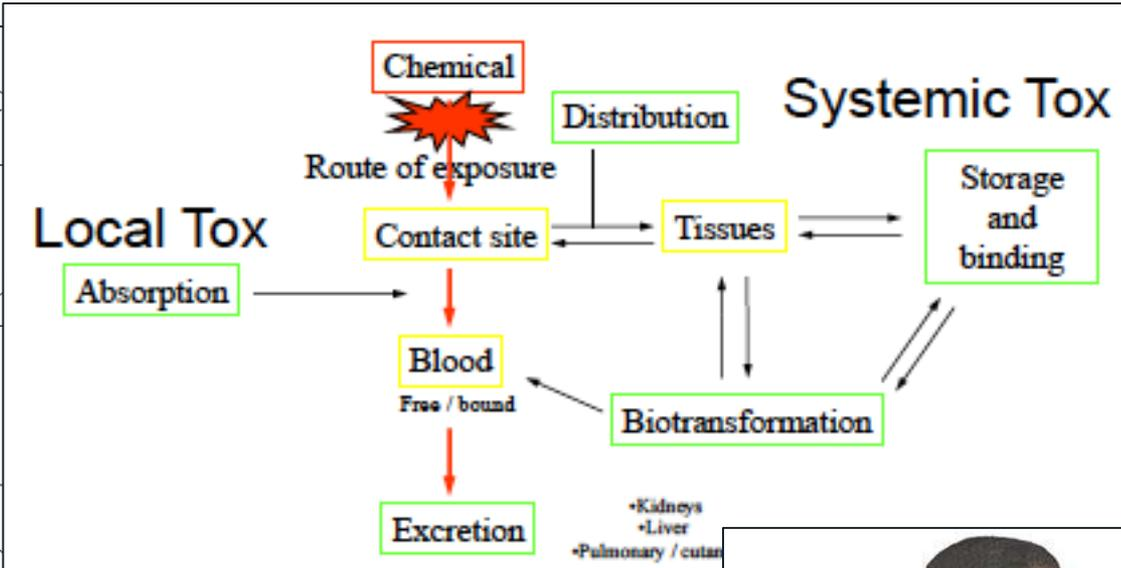 Chemical
Distribution
Systemic Tox
Route of exposure
Storage
and
binding
Local Tox
Contact site
Tissues
Absorption
Blood
Free / bound
Biotransformation
Excretion
•Kidneys
•Liver
•Pulmonary /